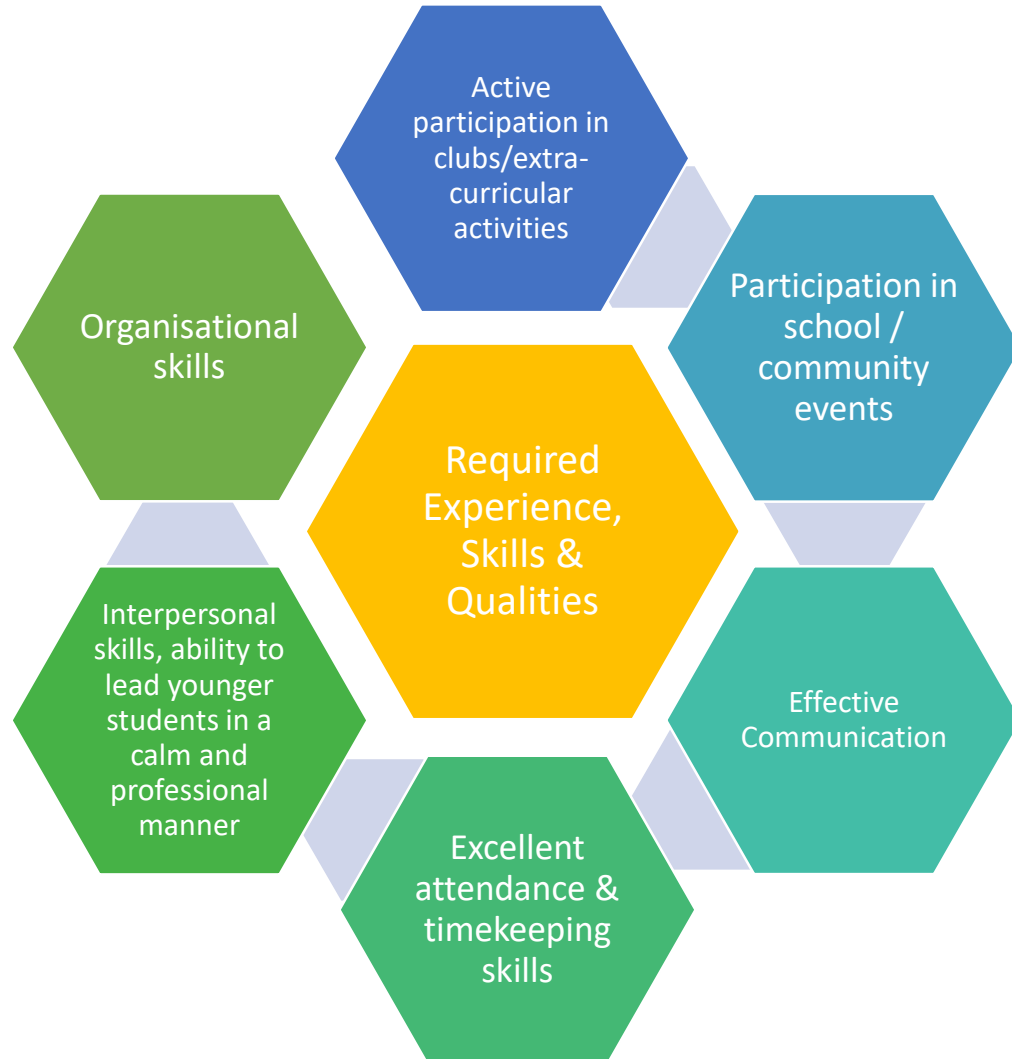 Active
participation in
clubs/extra-
curricular
activities
Participation in
school /
community
events
Effective
Communication
Excellent
attendance &
timekeeping
skills
Interpersonal
skills, ability to
lead younger
students in a
calm and
professional
manner
Organisational
skills
Required
Experience,
Skills &
Qualities